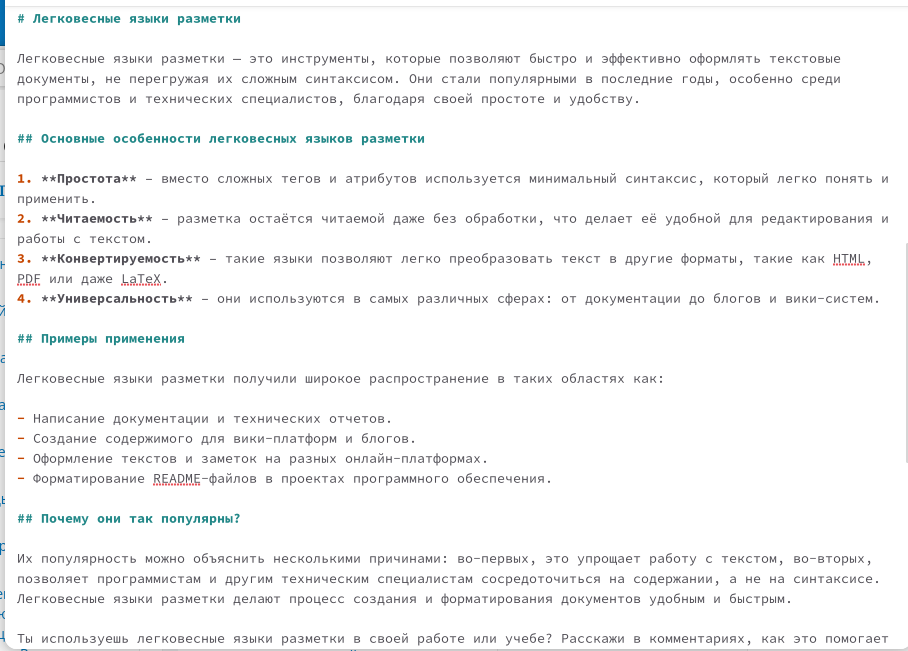 # Легковесные языки разметки
Легковесные языки разметки — это инструменты, которые позволяют быстро и эффективно оформлять текстовые
документы, не перегружая их сложным синтаксисом. Они стали популярными в последние годы, особенно среди
программистов и технических специалистов, благодаря своей простоте и удобству.
## Основные особенности легковесных языков разметки
1. **Простота** – вместо сложных тегов и атрибутов используется минимальный синтаксис, который легко понять и
применить.
2. **Читаемость** – разметка остаётся читаемой даже без обработки, что делает её удобной для редактирования и
работы с текстом.
3. **Конвертируемость** – такие языки позволяют легко преобразовать текст в другие форматы, такие как HTML,
PDF или даже LaTeX.
4. **Универсальность** – они используются в самых различных сферах: от документации до блогов и вики-систем.
## Примеры применения
Легковесные языки разметки получили широкое распространение в таких областях как:
- Написание документации и технических отчетов.
- Создание содержимого для вики-платформ и блогов.
- Оформление текстов и заметок на разных онлайн-платформах.
- Форматирование README-файлов в проектах программного обеспечения.
## Почему они так популярны?
Их популярность можно объяснить несколькими причинами: во-первых, это упрощает работу с текстом, во-вторых,
позволяет программистам и другим техническим специалистам сосредоточиться на содержании, а не на синтаксисе.
Легковесные языки разметки делают процесс создания и форматирования документов удобным и быстрым.
Ты используешь легковесные языки разметки в своей работе или учебе? Расскажи в комментариях, как это помогает